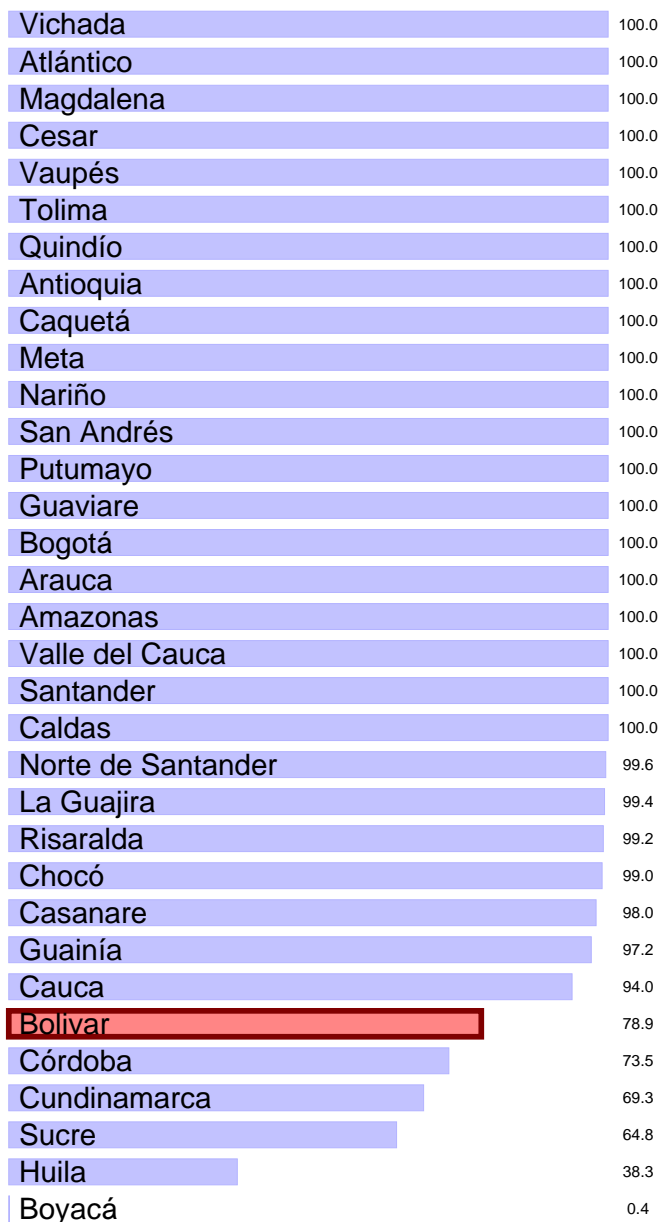 Vichada 100.0
Atlántico 100.0
Magdalena 100.0
Cesar 100.0
Vaupés 100.0
Tolima 100.0
Quindío 100.0
Antioquia 100.0
Caquetá 100.0
Meta 100.0
Nariño 100.0
San Andrés 100.0
Putumayo 100.0
Guaviare 100.0
Bogotá 100.0
Arauca 100.0
Amazonas 100.0
Valle del Cauca 100.0
Santander 100.0
Caldas 100.0
Norte de Santander 99.6
La Guajira 99.4
Risaralda 99.2
Chocó 99.0
Casanare 98.0
Guainía 97.2
Cauca 94.0
Bolivar 78.9
Córdoba 73.5
Cundinamarca 69.3
Sucre 64.8
Huila 38.3
Boyacá 0.4